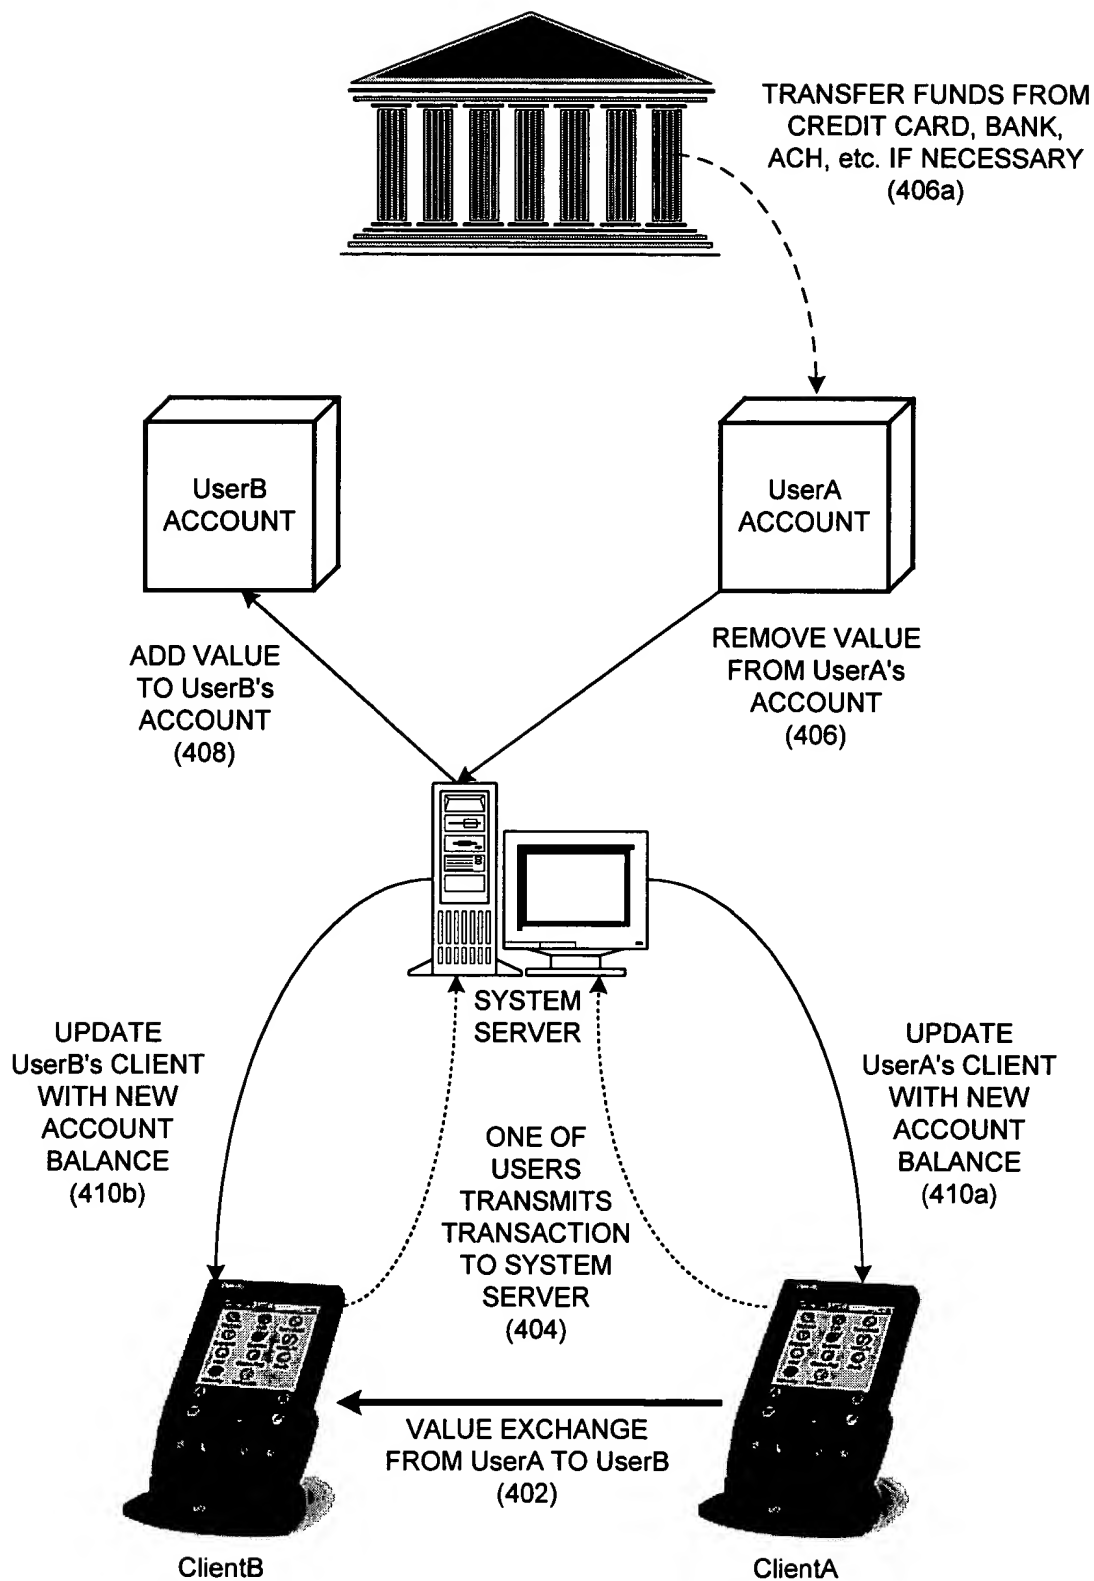 TRANSFER FUNDS FROM
CREDIT CARD, BANK,
ACH, etc. IF NECESSARY
(406a)
UserB
ACCOUNT
UserA
ACCOUNT
ADD VALUE
TO UserB's
ACCOUNT
(408)
REMOVE VALUE
FROM UserA's
ACCOUNT
(406)
SYSTEM
SERVER
UPDATE
UserB's CLIENT
WITH NEW
ACCOUNT
BALANCE
(410b)
ONE OF
USERS
TRANSMITS
TRANSACTION
TO SYSTEM
SERVER
(404)
UPDATE
UserA's CLIENT
WITH NEW
ACCOUNT
BALANCE
(410a)
VALUE EXCHANGE
FROM UserA TO UserB
(402)
ClientB
ClientA